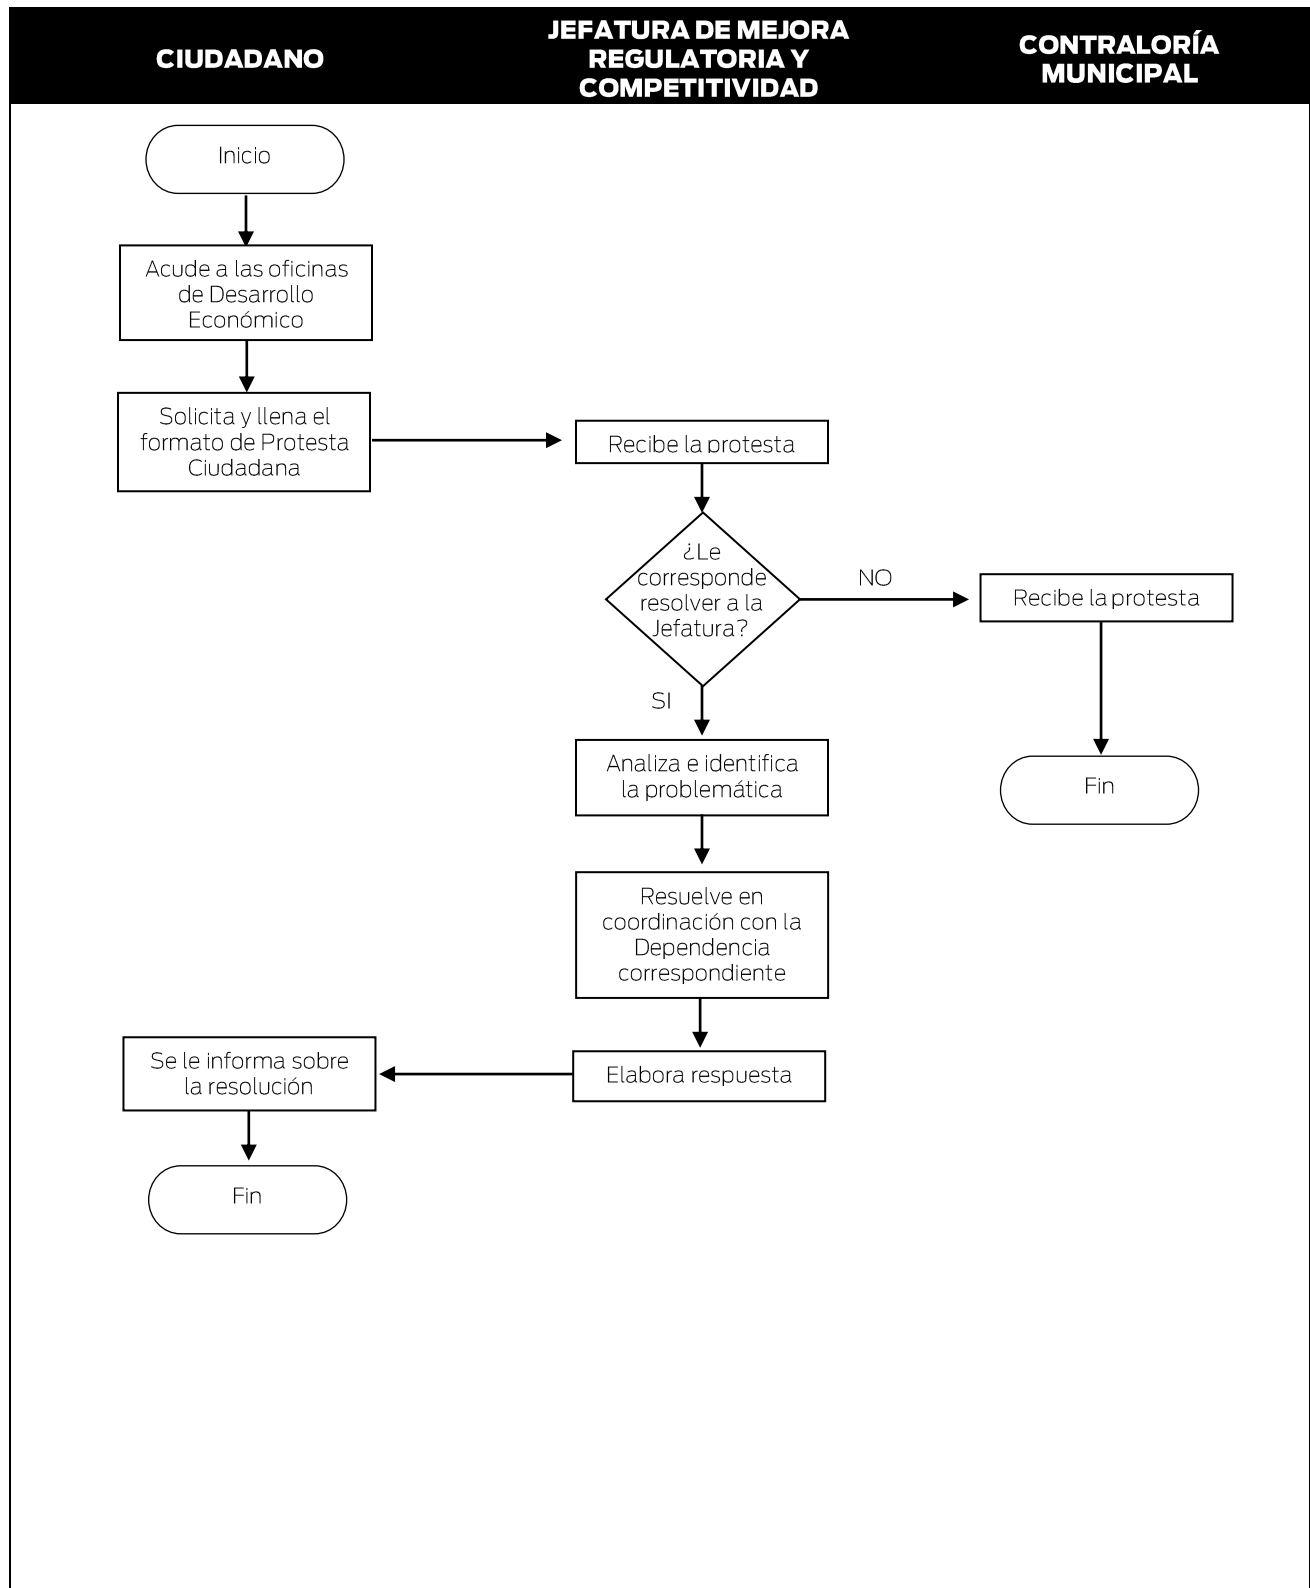 CIUDADANO
JEFATURA DE MEJORA
REGULATORIA Y
COMPETITIVIDAD
CONTRALORÍA
MUNICIPAL
Inicio
Acude a las oficinas
de Desarrollo
Económico
Solicita y llena el
formato de Protesta
Ciudadana
Recibe la protesta
¿Le
corresponde
resolver a la
Jefatura?
NO
Recibe la protesta
SI
Analiza e identifica
la problemática
Fin
Resuelve en
coordinación con la
Dependencia
correspondiente
Elabora respuesta
Se le informa sobre
la resolución
Fin